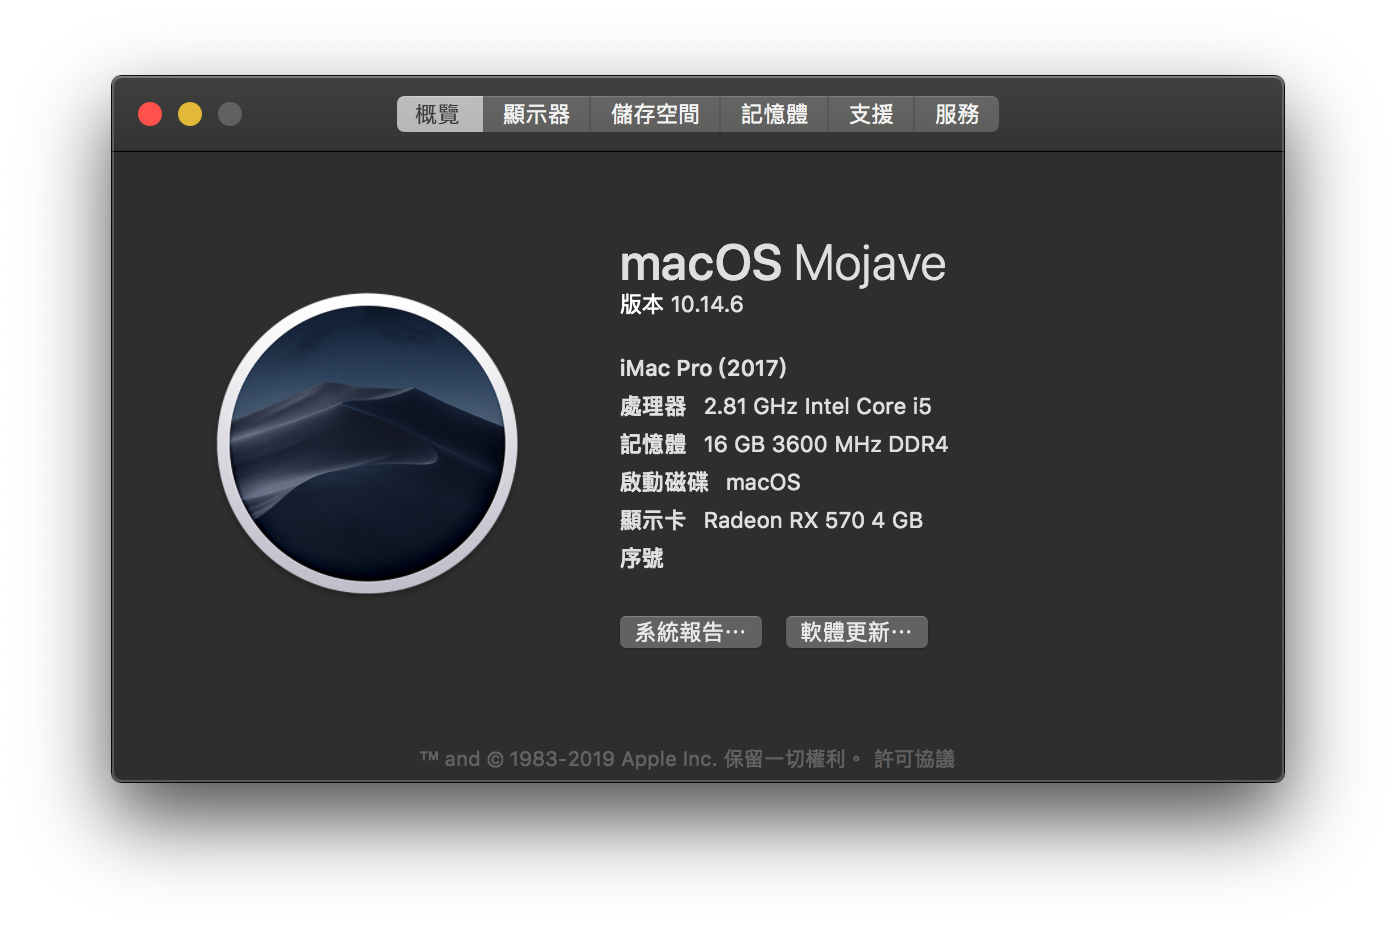 概覽 顯示器 儲存空間 記憶體 支援 服務
macOS Mojave
版本 10.14.6
iMac Pro (2017)
處理器 2.81 GHz Intel Core i5
記憶體 16 GB 3600 MHz DDR4
啟動磁碟 macOS
顯示卡 Radeon RX 570 4 GB
序號
系統報告⋯ 軟體更新⋯
™ and © 1983-2019 Apple Inc. 保留一切權利。 許可協議